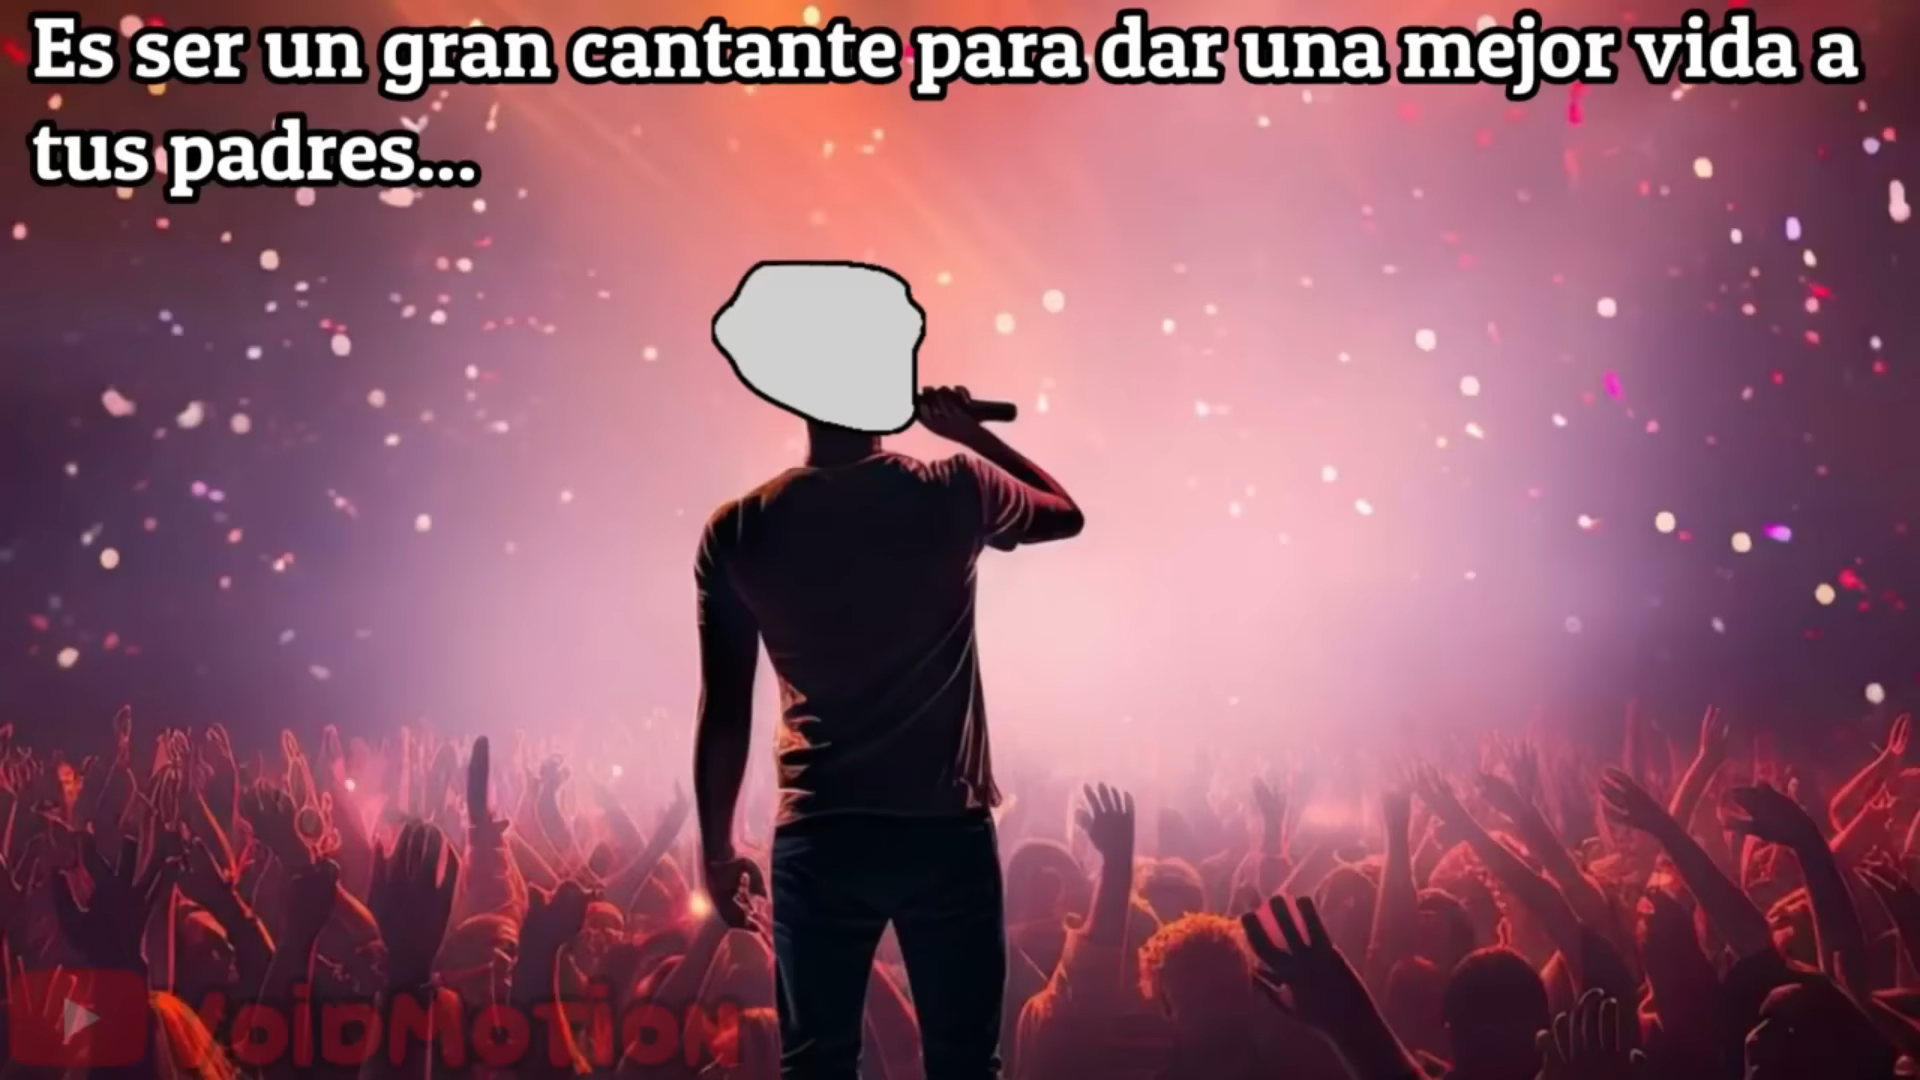 Es ser un gran cantante para dar una mejor vida a
tus padres...
VoiDMoTion